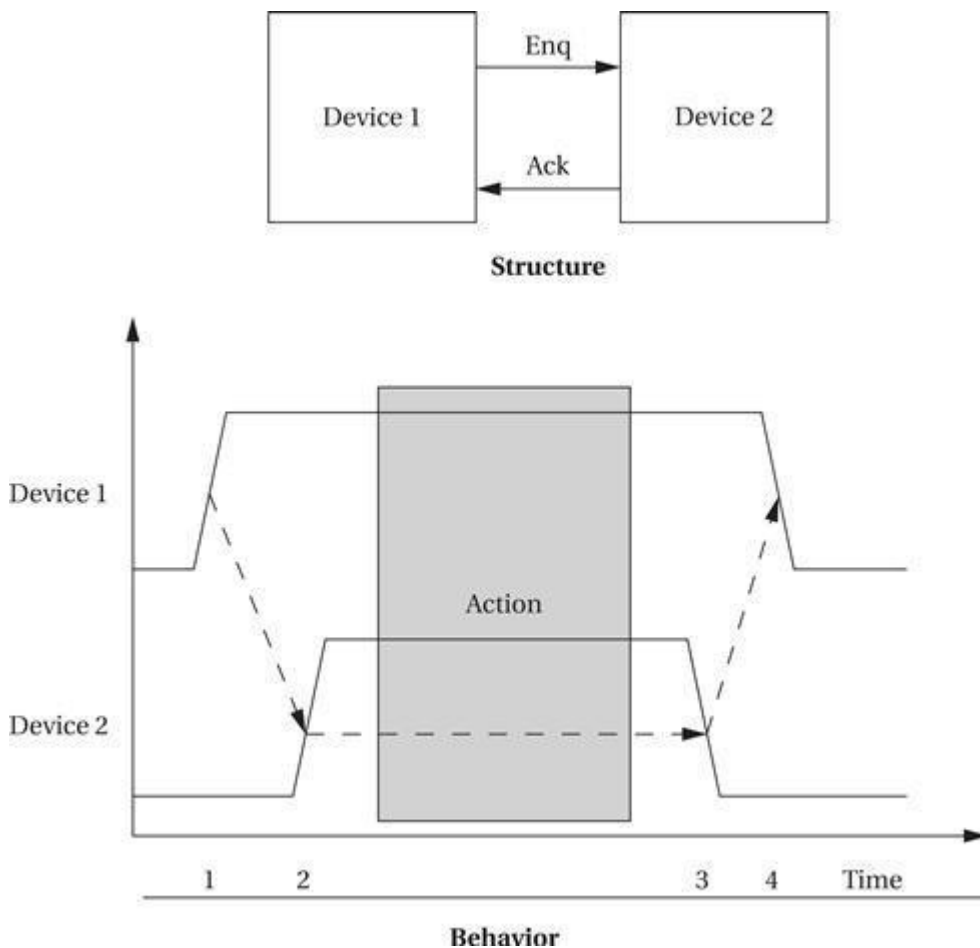 Enq
Device 1
Device 2
Ack
Structure
Device 1
Action
Device 2
1 2 3 4 Time
Behavior